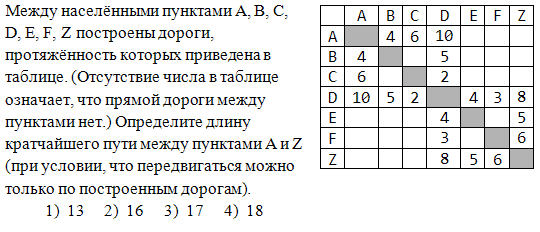 Между населёнными пунктами A, B, C,
D, E, F, Z построены дороги,
протяжённость которых приведена в
таблице. (Отсутствие числа в таблице
означает, что прямой дороги между
пунктами нет.) Определите длину
кратчайшего пути между пунктами A и Z
(при условии, что передвигаться можно
только по построенным дорогам).
1) 13 2) 16 3) 17 4) 18
A B C D E F Z
A 4 6 10
B 4 5
C 6 2
D 10 5 2 4 3 8
E 4 5
F 3 6
Z 8 5 6